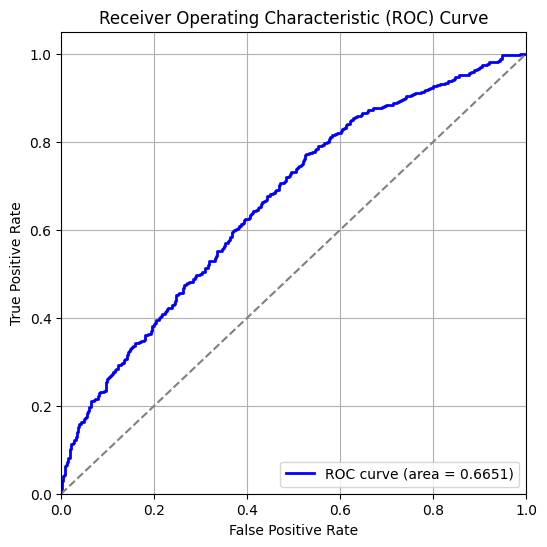 Receiver Operating Characteristic (ROC) Curve
True Positive Rate
1.0
0.8
0.6
0.4
0.2
0.0
ROC curve (area = 0.6651)
0.0 0.2 0.4 0.6 0.8 1.0
False Positive Rate